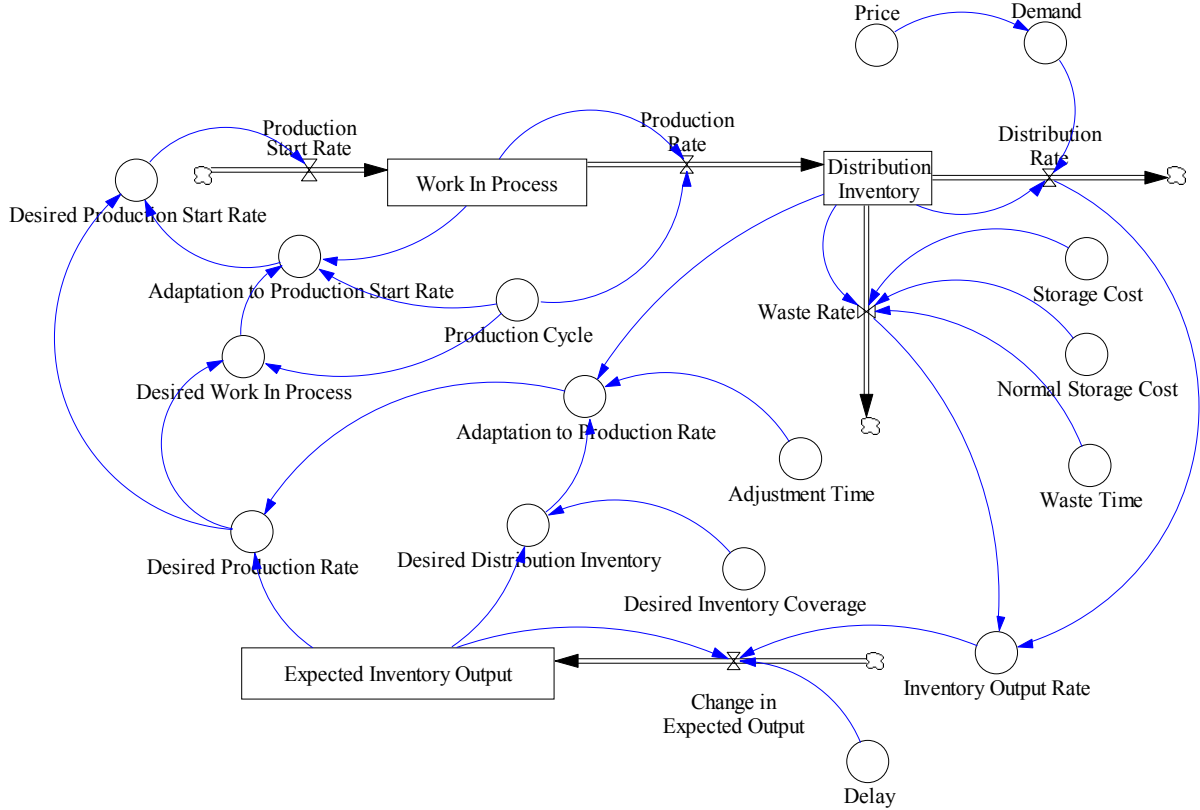 Price
Demand
Production
Start Rate
Production
Rate
Distribution
Rate
Work In Process
Distribution
Inventory
Desired Production Start Rate
Adaptation to Production Start Rate
Storage Cost
Waste Rate
Production Cycle
Desired Work In Process
Normal Storage Cost
Adaptation to Production Rate
Adjustment Time
Waste Time
Desired Production Rate
Desired Distribution Inventory
Desired Inventory Coverage
Expected Inventory Output
Change in
Expected Output
Inventory Output Rate
Delay